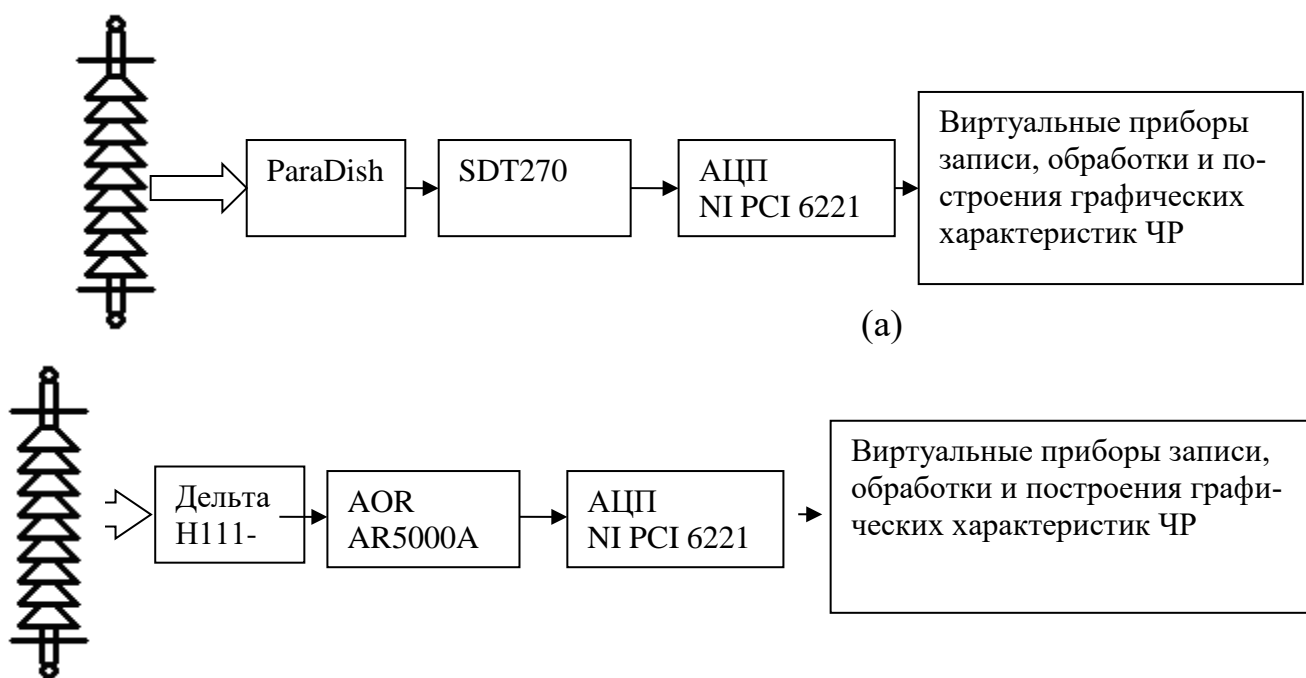 ParaDish
SDT270
АЦП
NI PCI 6221
Виртуальные приборы
записи, обработки и по-
строения графических
характеристик ЧР
(а)
Дельта
Н111-
AOR
AR5000A
АЦП
NI PCI 6221
Виртуальные приборы записи,
обработки и построения графи-
ческих характеристик ЧР